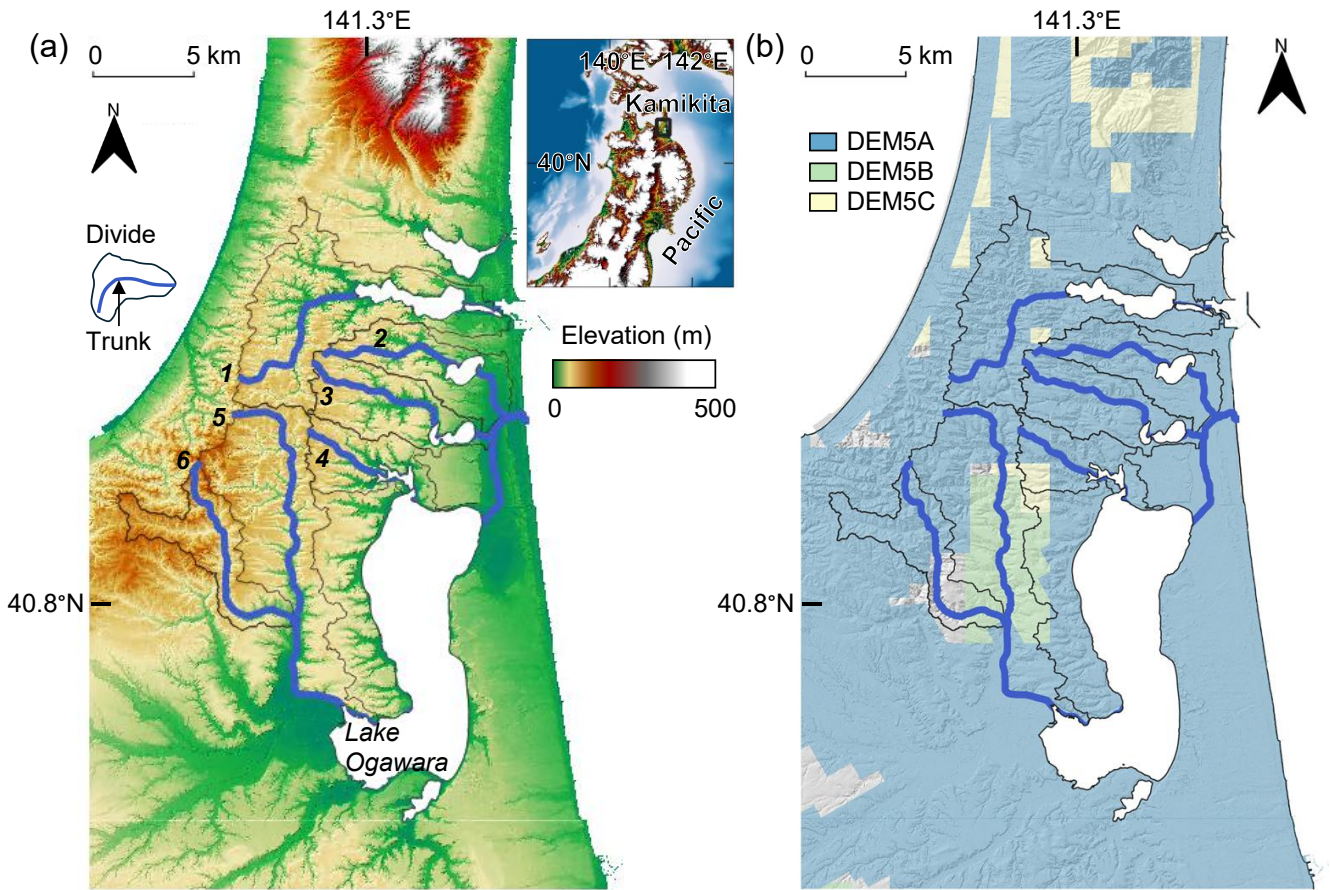 141.3°E
(a)
0 5 km
N
140°E 142°E
Kamikita
40°N
Pacific
Divide
Trunk
Elevation (m)
0 500
1
2
3
5
4
6
40.8°N
Lake
Ogawara
141.3°E
(b)
0 5 km
N
DEM5A
DEM5B
DEM5C
40.8°N